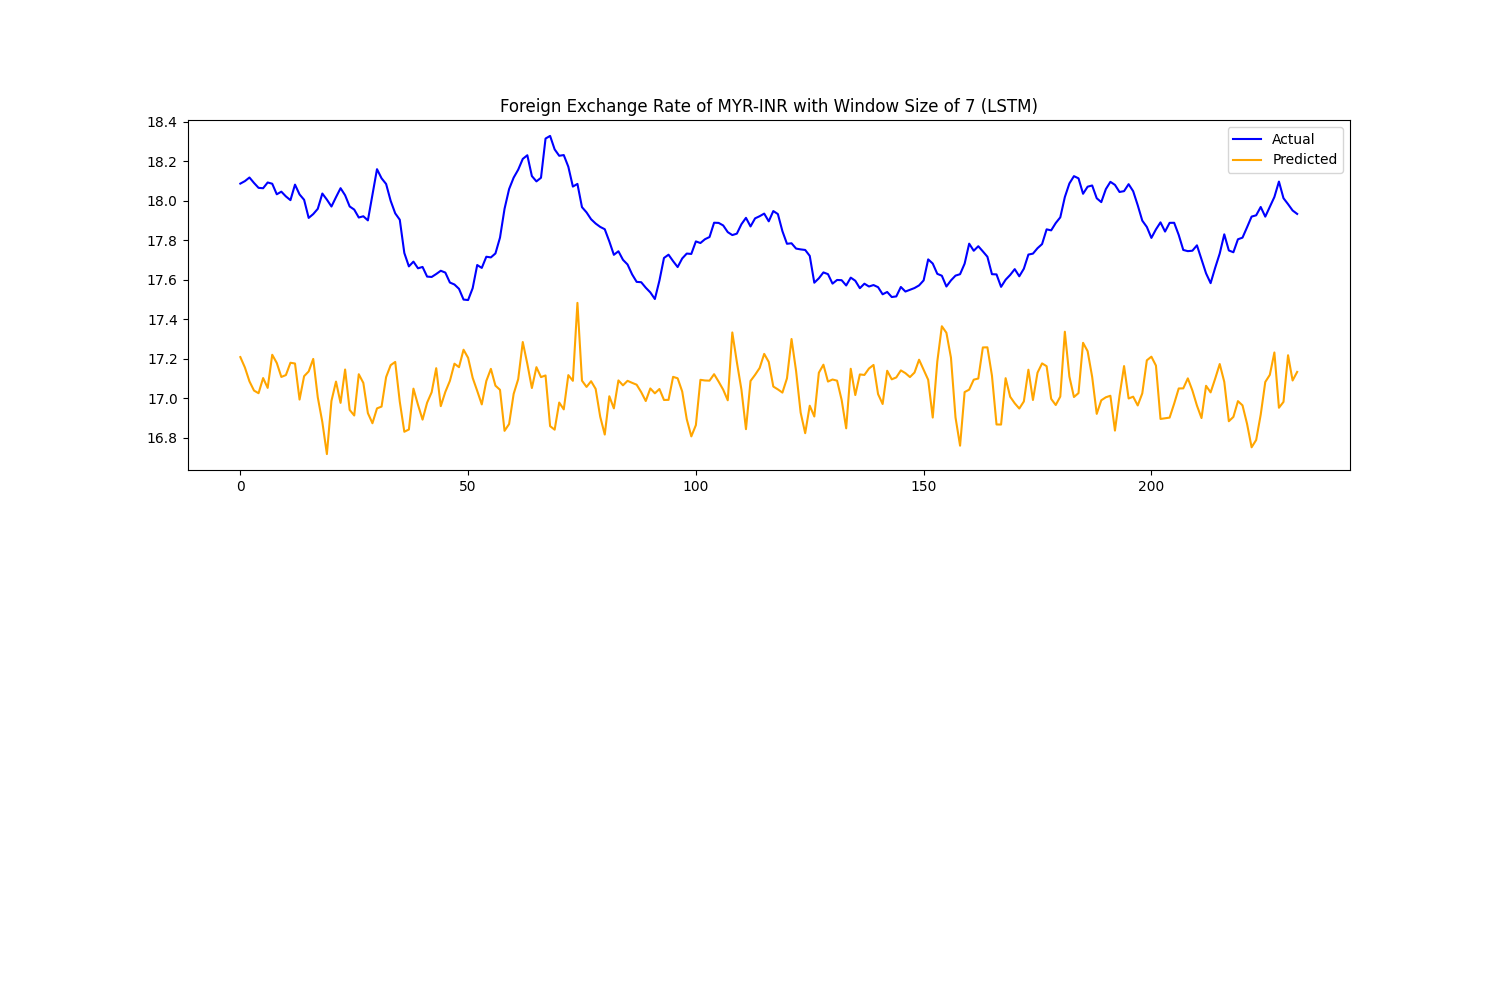 Foreign Exchange Rate of MYR-INR with Window Size of 7 (LSTM)
Actual
Predicted
18.4
18.2
18.0
17.8
17.6
17.4
17.2
17.0
16.8
0 50 100 150 200